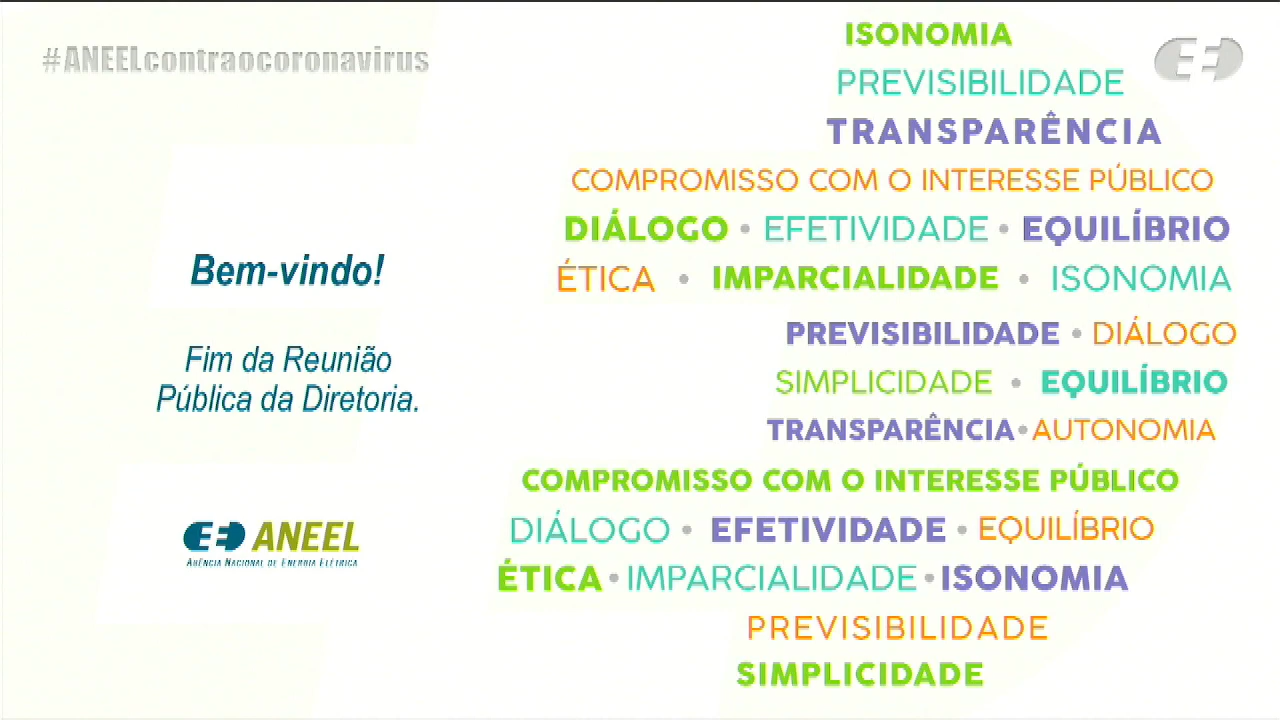 #ANEELcontraocoronavirus
Bem-vindo!
Fim da Reunião
Pública da Diretoria.
ANEEL
AGÊNCIA NACIONAL DE ENERGIA ELÉTRICA
ISONOMIA
PREVISIBILIDADE
TRANSPARÊNCIA
COMPROMISSO COM O INTERESSE PÚBLICO
DIÁLOGO • EFETIVIDADE • EQUILÍBRIO
ÉTICA • IMPARCIALIDADE • ISONOMIA
PREVISIBILIDADE • DIÁLOGO
SIMPLICIDADE • EQUILÍBRIO
TRANSPARÊNCIA • AUTONOMIA
COMPROMISSO COM O INTERESSE PÚBLICO
DIÁLOGO • EFETIVIDADE • EQUILÍBRIO
ÉTICA • IMPARCIALIDADE • ISONOMIA
PREVISIBILIDADE
SIMPLICIDADE